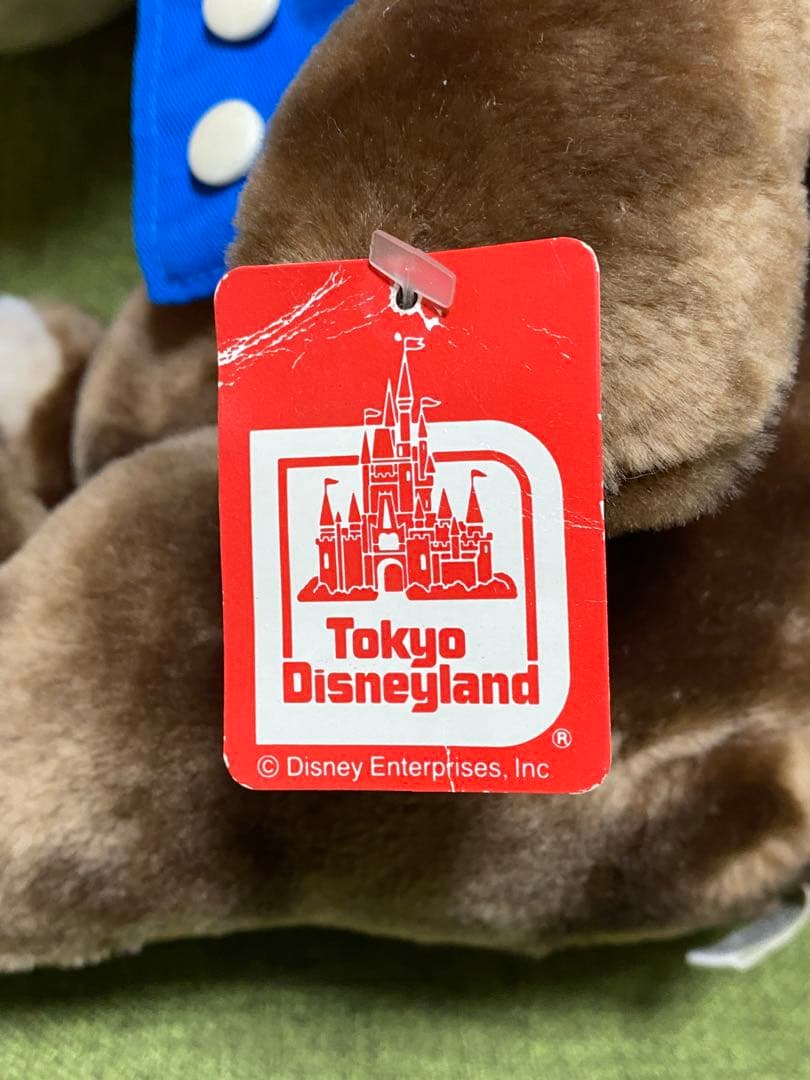 Tokyo
Disneyland
®
© Disney Enterprises, Inc